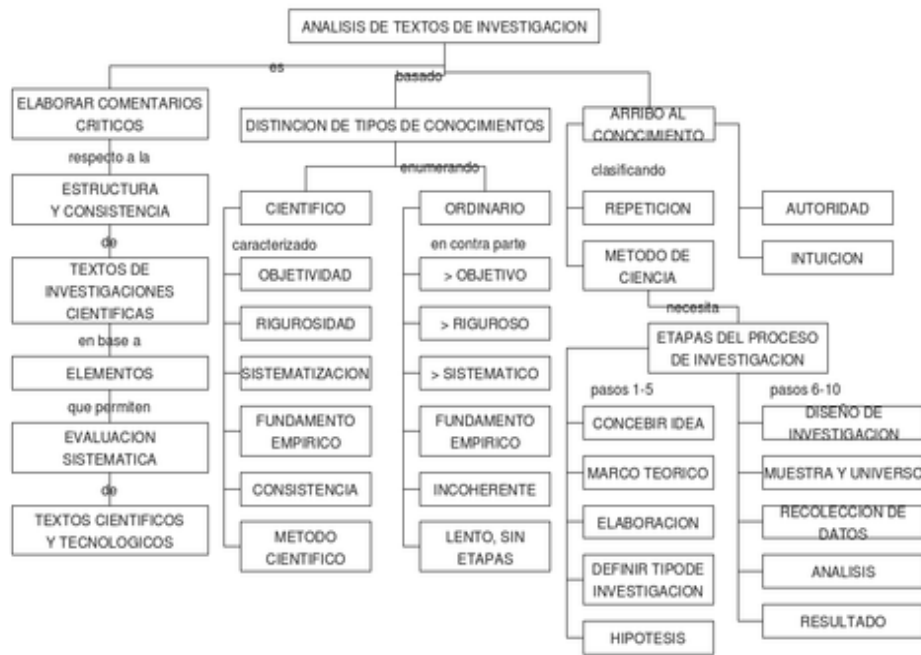 ANALISIS DE TEXTOS DE INVESTIGACION
es
basado
ELABORAR COMENTARIOS
CRITICOS
respecto a la
ESTRUCTURA
Y CONSISTENCIA
de
TEXTOS DE
INVESTIGACIONES
CIENTIFICAS
en base a
ELEMENTOS
que permiten
EVALUACION
SISTEMATICA
de
TEXTOS CIENTIFICOS
Y TECNOLOGICOS
DISTINCION DE TIPOS DE CONOCIMIENTOS
enumerando
CIENTIFICO
caracterizado
OBJETIVIDAD
RIGUROSIDAD
SISTEMATIZACION
FUNDAMENTO
EMPIRICO
CONSISTENCIA
METODO
CIENTIFICO
ORDINARIO
en contra parte
> OBJETIVO
> RIGUROSO
> SISTEMATICO
FUNDAMENTO
EMPIRICO
INCOHERENTE
LENTO, SIN
ETAPAS
ARRIBO AL
CONOCIMIENTO
clasificando
REPETICION
METODO DE
CIENCIA
AUTORIDAD
INTUICION
necesita
ETAPAS DEL PROCESO
DE INVESTIGACION
pasos 1-5
CONCEBIR IDEA
MARCO TEORICO
ELABORACION
DEFINIR TIPODE
INVESTIGACION
HIPOTESIS
pasos 6-10
DISEÑO DE
INVESTIGACION
MUESTRA Y UNIVERSO
RECOLECCION DE
DATOS
ANALISIS
RESULTADO